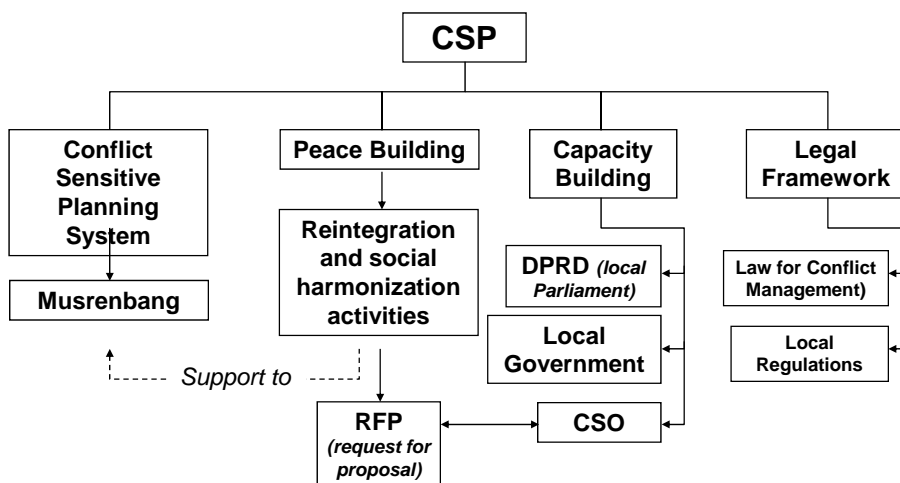 CSP
Conflict
Sensitive
Planning
System
Musrenbang
Peace Building
Reintegration
and social
harmonization
activities
Support to
RFP
(request for
proposal)
Capacity
Building
DPRD (local
Parliament)
Local
Government
CSO
Legal
Framework
Law for Conflict
Management)
Local
Regulations